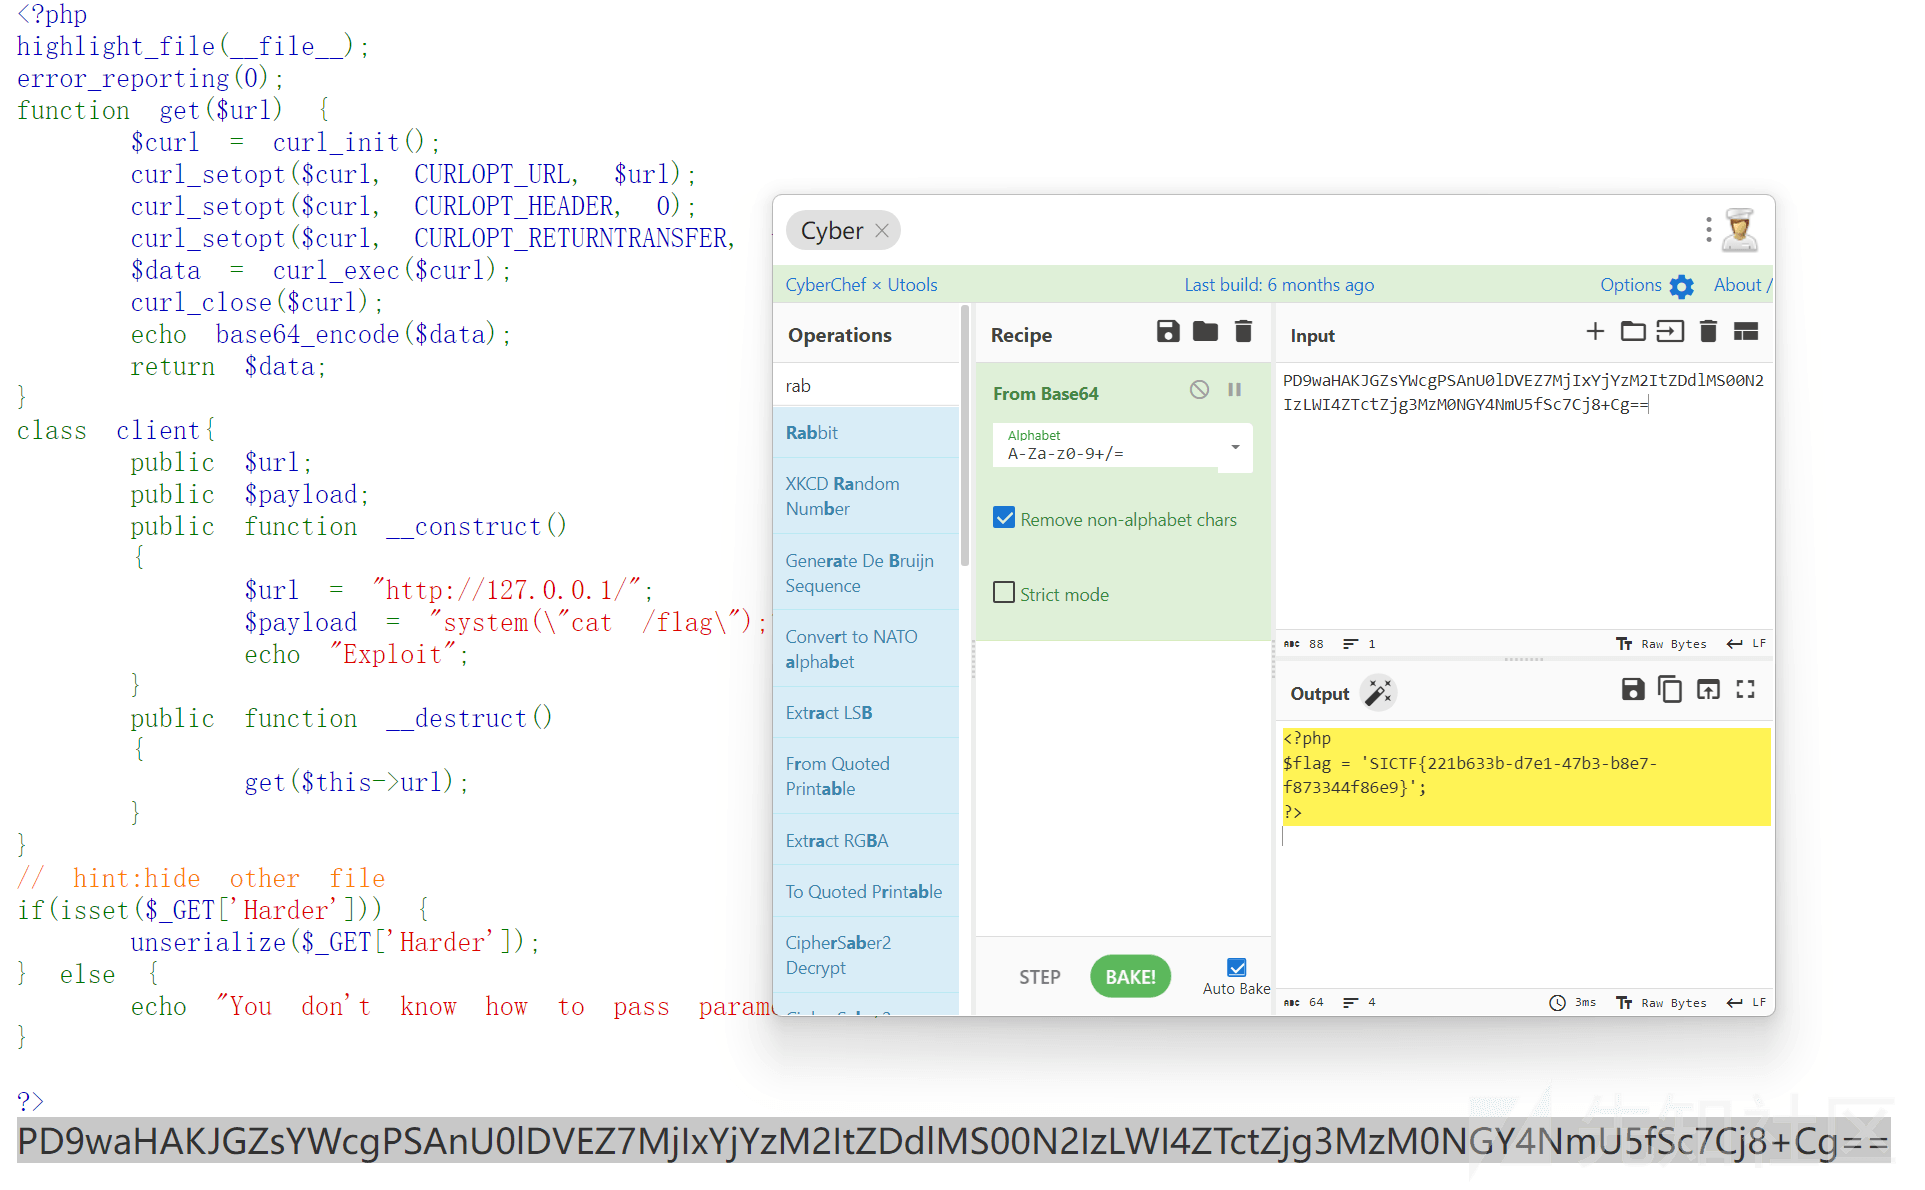 <?php
highlight_file(__file__);
error_reporting(0);
function get($url) {
$curl = curl_init();
curl_setopt($curl, CURLOPT_URL, $url);
curl_setopt($curl, CURLOPT_HEADER, 0);
curl_setopt($curl, CURLOPT_RETURNTRANSFER,
$data = curl_exec($curl);
curl_close($curl);
echo base64_encode($data);
return $data;
}
class client{
public $url;
public $payload;
public function __construct()
{
$url = "http://127.0.0.1/";
$payload = "system(\"cat /flag\");
echo "Exploit";
}
public function __destruct()
{
get($this->url);
}
}
// hint:hide other file
if(isset($_GET['Harder'])) {
unserialize($_GET['Harder']);
} else {
echo "You don't know how to pass param
}
?>
PD9waHAKJGZsYWcgPSAnU0lDVEZ7MjIxYjYzM2ItZDdlMS00N2IzLWI4ZTctZjg3MzM0NGY4NmU5fSc7Cj8+Cg==
Cyber
CyberChef × Utools
Last build: 6 months ago
Options
About /
Operations
rab
Rabbit
XKCD Random
Number
Generate De Bruijn
Sequence
Convert to NATO
alphabet
Extract LSB
From Quoted
Printable
Extract RGBA
To Quoted Printable
CipherSaber2
Decrypt
Recipe
From Base64
Alphabet
A-Za-z0-9+/=
Remove non-alphabet chars
Strict mode
STEP
BAKE!
Auto Bake
Input
PD9waHAKJGZsYWcgPSAnU0lDVEZ7MjIxYjYzM2ItZDdlMS00N2
IzLWI4ZTctZjg3MzM0NGY4NmU5fSc7Cj8+Cg==
ABC 88 1 Raw Bytes LF
Output
<?php
$flag = 'SICTF{221b633b-d7e1-47b3-b8e7-
f873344f86e9}';
?>
ABC 64 4 3ms Raw Bytes LF
先知社区